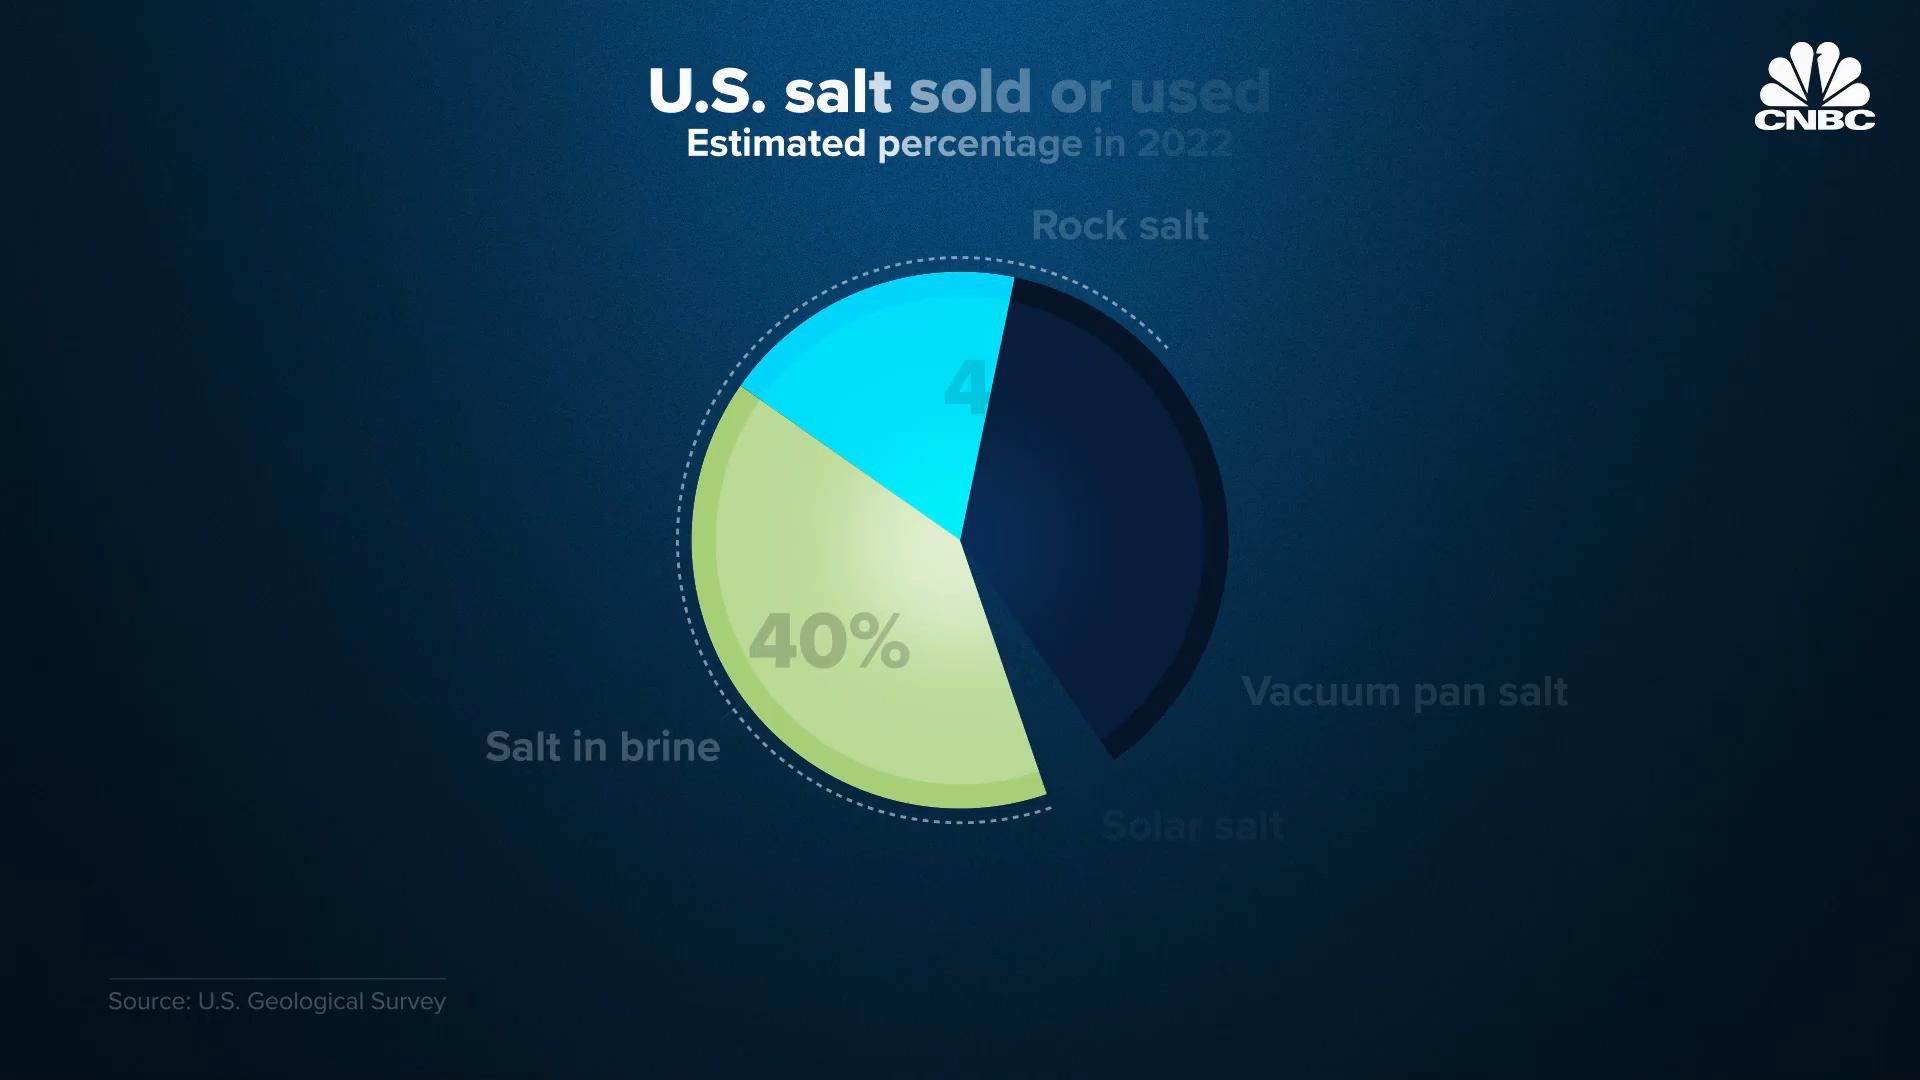 U.S. salt sold or used
Estimated percentage in 2022
CNBC
Rock salt
4
40%
Vacuum pan salt
Salt in brine
Solar salt
Source: U.S. Geological Survey